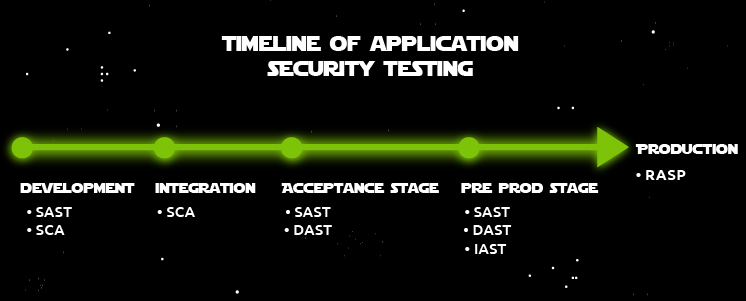 TIMELINE OF APPLICATION
SECURITY TESTING
DEVELOPMENT
• SAST
• SCA
INTEGRATION
• SCA
ACCEPTANCE STAGE
• SAST
• DAST
PRE PROD STAGE
• SAST
• DAST
• IAST
PRODUCTION
• RASP